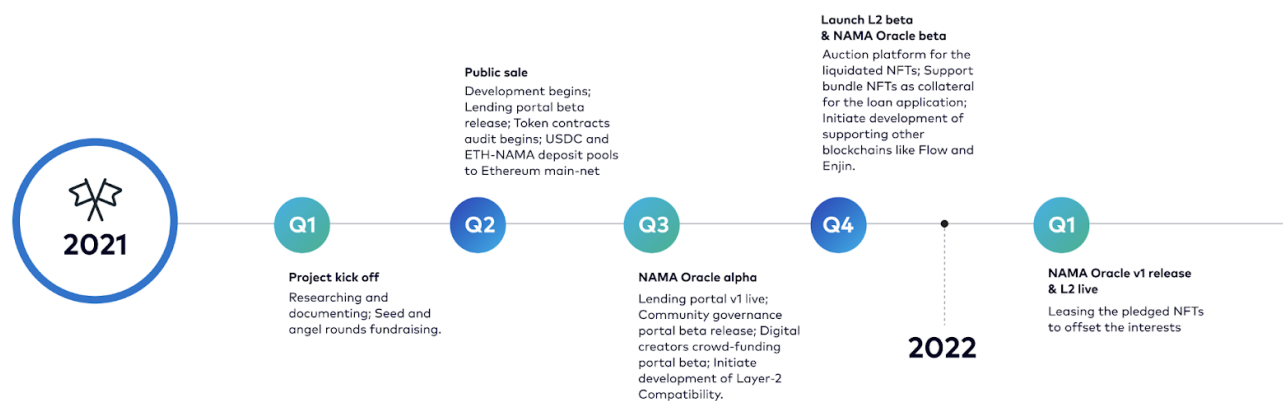 2021
Q1
Project kick off
Researching and
documenting; Seed and
angel rounds fundraising.
Public sale
Development begins;
Lending portal beta
release; Token contracts
audit begins; USDC and
ETH-NAMA deposit pools
to Ethereum main-net
Q2
Q3
NAMA Oracle alpha
Lending portal v1 live;
Community governance
portal beta release; Digital
creators crowd-funding
portal beta; Initiate
development of Layer-2
Compatibility.
Launch L2 beta
& NAMA Oracle beta
Auction platform for the
liquidated NFTs; Support
bundle NFTs as collateral
for the loan application;
Initiate development of
supporting other
blockchains like Flow and
Enjin.
Q4
2022
Q1
NAMA Oracle v1 release
& L2 live
Leasing the pledged NFTs
to offset the interests